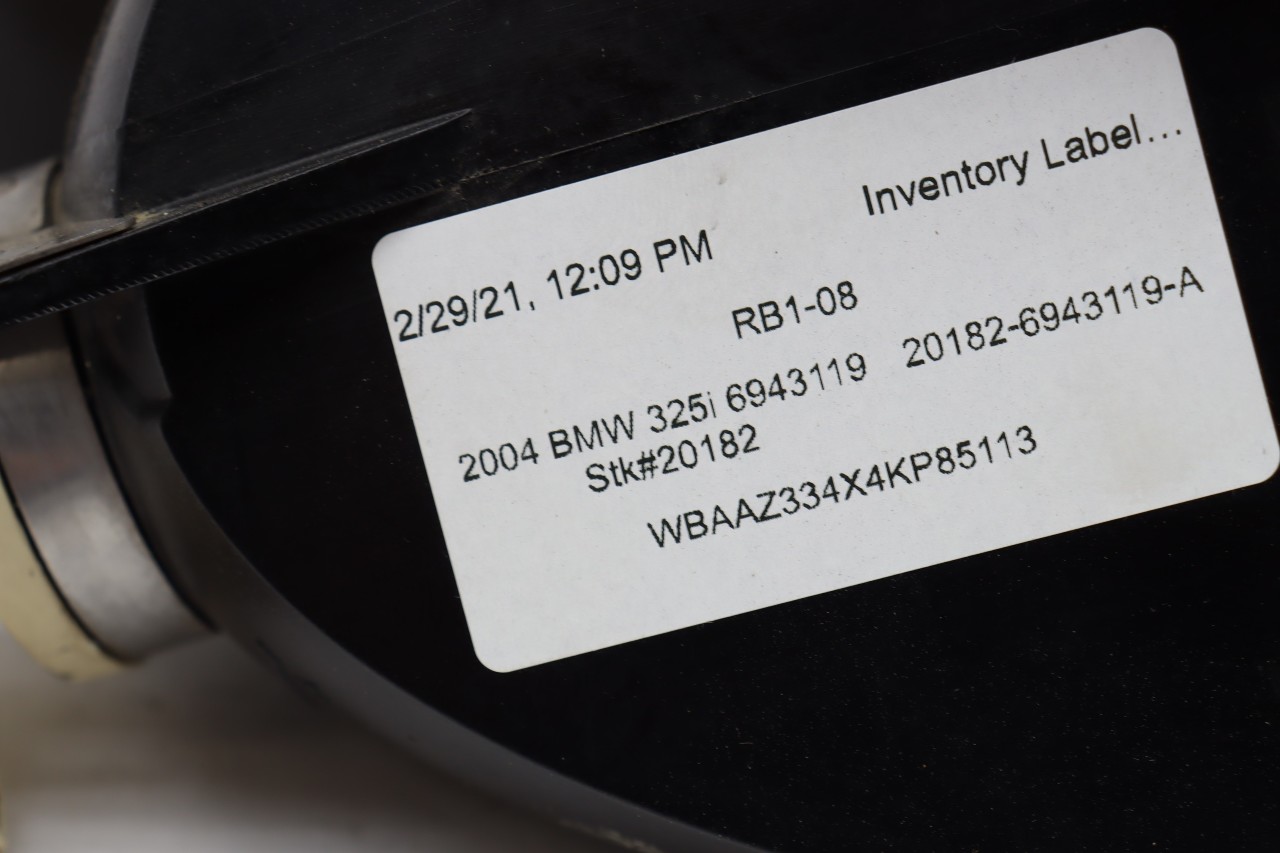 2/29/21, 12:09 PM
Inventory Label...
RB1-08
2004 BMW 325i 6943119 20182-6943119-A
Stk#20182
WBAAZ334X4KP85113